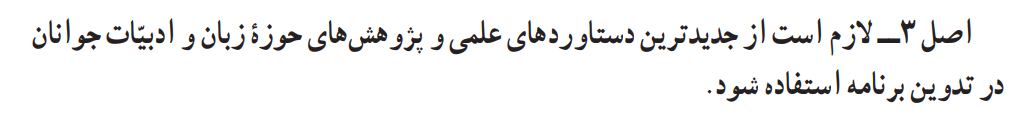 اصل ۳ــ لازم است از جدیدترین دستاوردهای علمی و پژوهش‌های حوزهٔ زبان و ادبیّات جوانان
در تدوین برنامه استفاده شود.